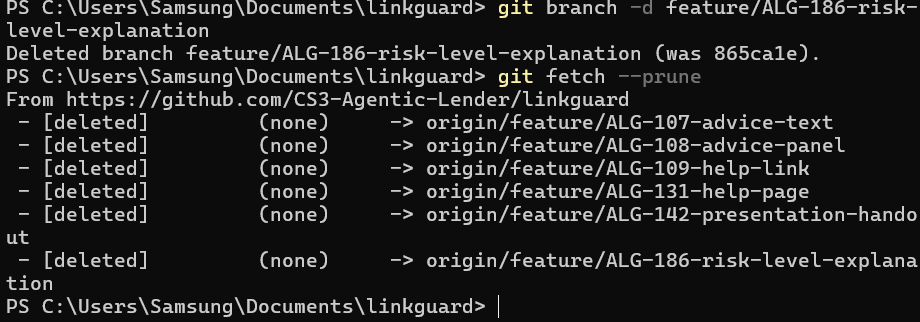 PS C:\Users\Samsung\Documents\linkguard> git branch -d feature/ALG-186-risk-
level-explanation
Deleted branch feature/ALG-186-risk-level-explanation (was 865ca1e).
PS C:\Users\Samsung\Documents\linkguard> git fetch --prune
From https://github.com/CS3-Agentic-Lender/linkguard
 - [deleted]         (none)     -> origin/feature/ALG-107-advice-text
 - [deleted]         (none)     -> origin/feature/ALG-108-advice-panel
 - [deleted]         (none)     -> origin/feature/ALG-109-help-link
 - [deleted]         (none)     -> origin/feature/ALG-131-help-page
 - [deleted]         (none)     -> origin/feature/ALG-142-presentation-hando
ut
 - [deleted]         (none)     -> origin/feature/ALG-186-risk-level-explana
tion
PS C:\Users\Samsung\Documents\linkguard>